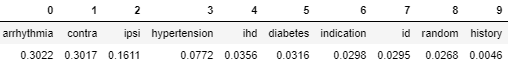 0 1 2 3 4 5 6 7 8 9
arrhythmia contra ipsi hypertension ihd diabetes indication id random history
0.3022 0.3017 0.1611 0.0772 0.0356 0.0316 0.0298 0.0295 0.0268 0.0046